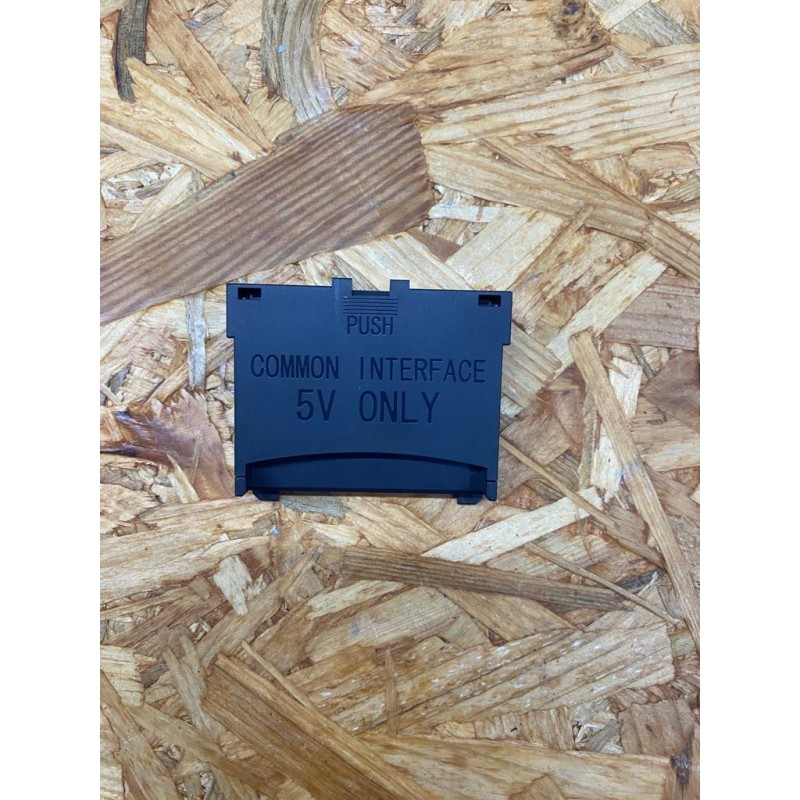 PUSH
COMMON INTERFACE
5V ONLY